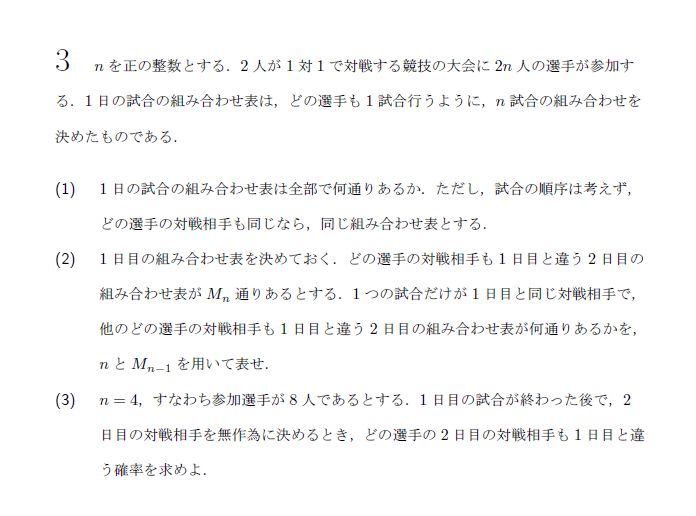 3 nを正の整数とする.2人が1対1で対戦する競技の大会に2n人の選手が参加す
る.1日の試合の組み合わせ表は,どの選手も1試合行うように,n試合の組み合わせを
決めたものである.
(1) 1日の試合の組み合わせ表は全部で何通りあるか.ただし,試合の順序は考えず,
どの選手の対戦相手も同じなら,同じ組み合わせ表とする.
(2) 1日目の組み合わせ表を決めておく.どの選手の対戦相手も1日目と違う2日目の
組み合わせ表がM_n通りあるとする.1つの試合だけが1日目と同じ対戦相手で,
他のどの選手の対戦相手も1日目と違う2日目の組み合わせ表が何通りあるかを,
nとM_{n-1}を用いて表せ.
(3) n = 4,すなわち参加選手が8人であるとする.1日目の試合が終わった後で,2
日目の対戦相手を無作為に決めるとき,どの選手の2日目の対戦相手も1日目と違
う確率を求めよ.